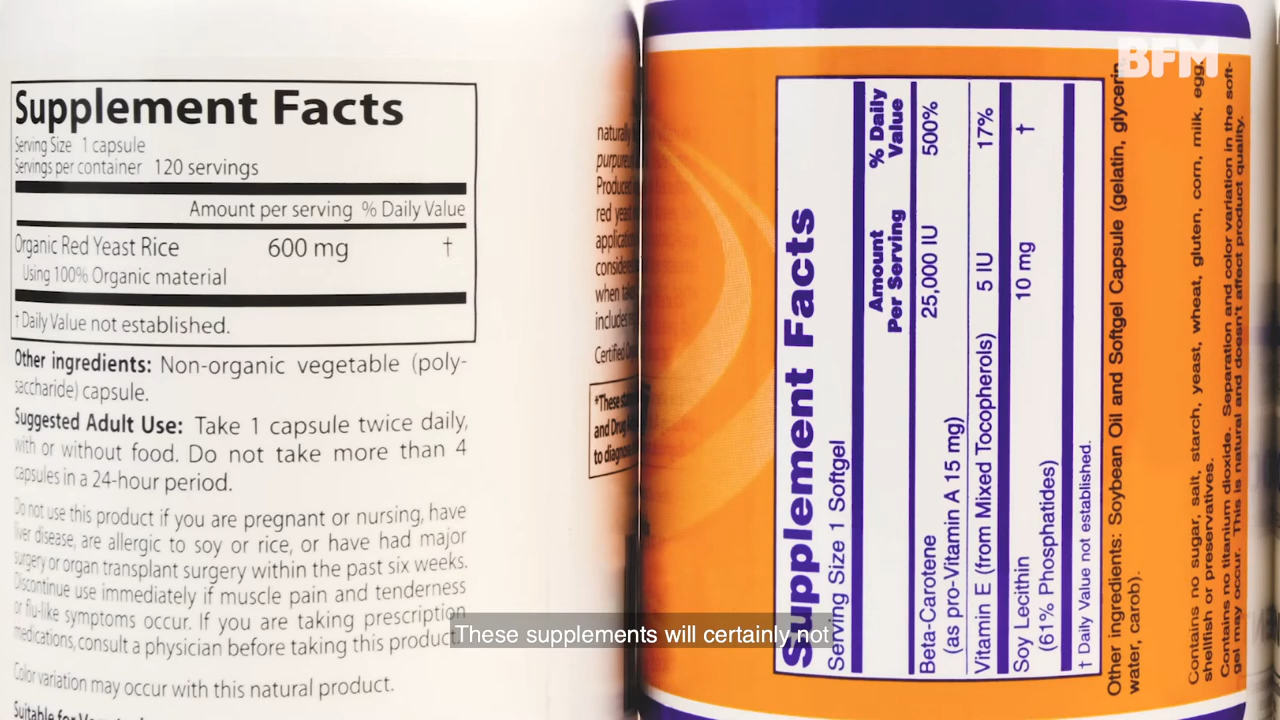 Supplement Facts
Serving Size 1 capsule
Servings per container 120 servings
Amount per serving % Daily Value
Organic Red Yeast Rice 600 mg †
Using 100% Organic material
† Daily Value not established.
Other ingredients: Non-organic vegetable (poly-
saccharide) capsule.
Suggested Adult Use: Take 1 capsule twice daily,
with or without food. Do not take more than 4
capsules in a 24-hour period.
Do not use this product if you are pregnant or nursing, have
liver disease, are allergic to soy or rice, or have had major
surgery or organ transplant surgery within the past six weeks.
Discontinue use immediately if muscle pain and tenderness
or flu-like symptoms occur. If you are taking prescription
medications, consult a physician before taking this product.
Color variation may occur with this natural product.
Suitable for
Produced
red yeast
when
includes
Certified
*These
and Drug
to
Supplement Facts
Serving Size 1 Softgel
Amount % Daily
Per Serving Value
Beta-Carotene 25,000 IU 500%
(as pro-Vitamin A 15 mg)
Vitamin E (from Mixed Tocopherols) 5 IU 17%
Soy Lecithin 10 mg †
(61% Phosphatides)
† Daily Value not established.
Other ingredients: Soybean Oil and Softgel Capsule (gelatin, glycerin,
water, carob).
Contains no sugar, salt, starch, yeast, wheat, gluten, corn, milk, egg,
shellfish or preservatives.
Contains no titanium dioxide. Separation and color variation in the soft-
gel may occur. This is natural and doesn't affect product quality.
BFM
These supplements will certainly not